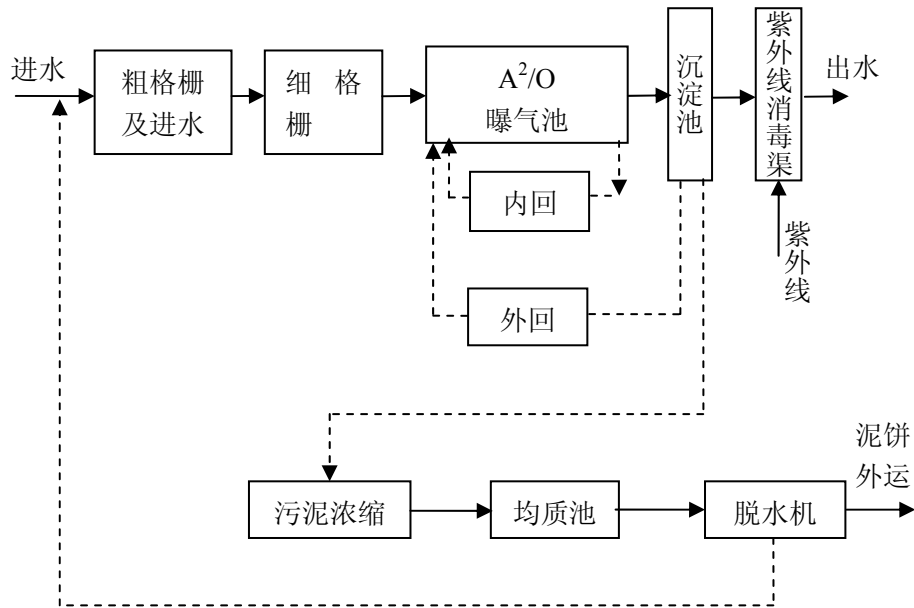 进水
粗格栅
及进水
细 格
栅
A²/O
曝气池
沉淀池
紫外线消毒渠
出水
内回
紫外线
外回
泥饼
外运
污泥浓缩
均质池
脱水机